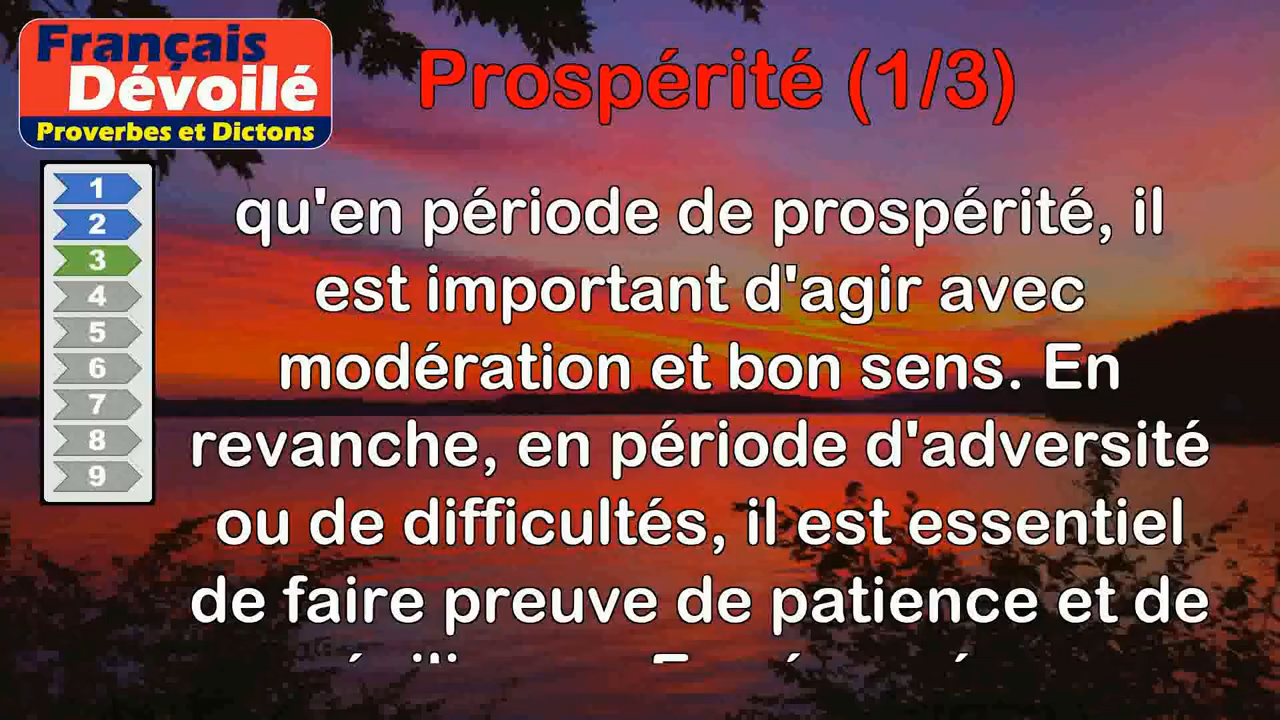 Français
Dévoilé
Proverbes et Dictons
Prospérité (1/3)
1
2
3
4
5
6
7
8
9
qu'en période de prospérité, il
est important d'agir avec
modération et bon sens. En
revanche, en période d'adversité
ou de difficultés, il est essentiel
de faire preuve de patience et de